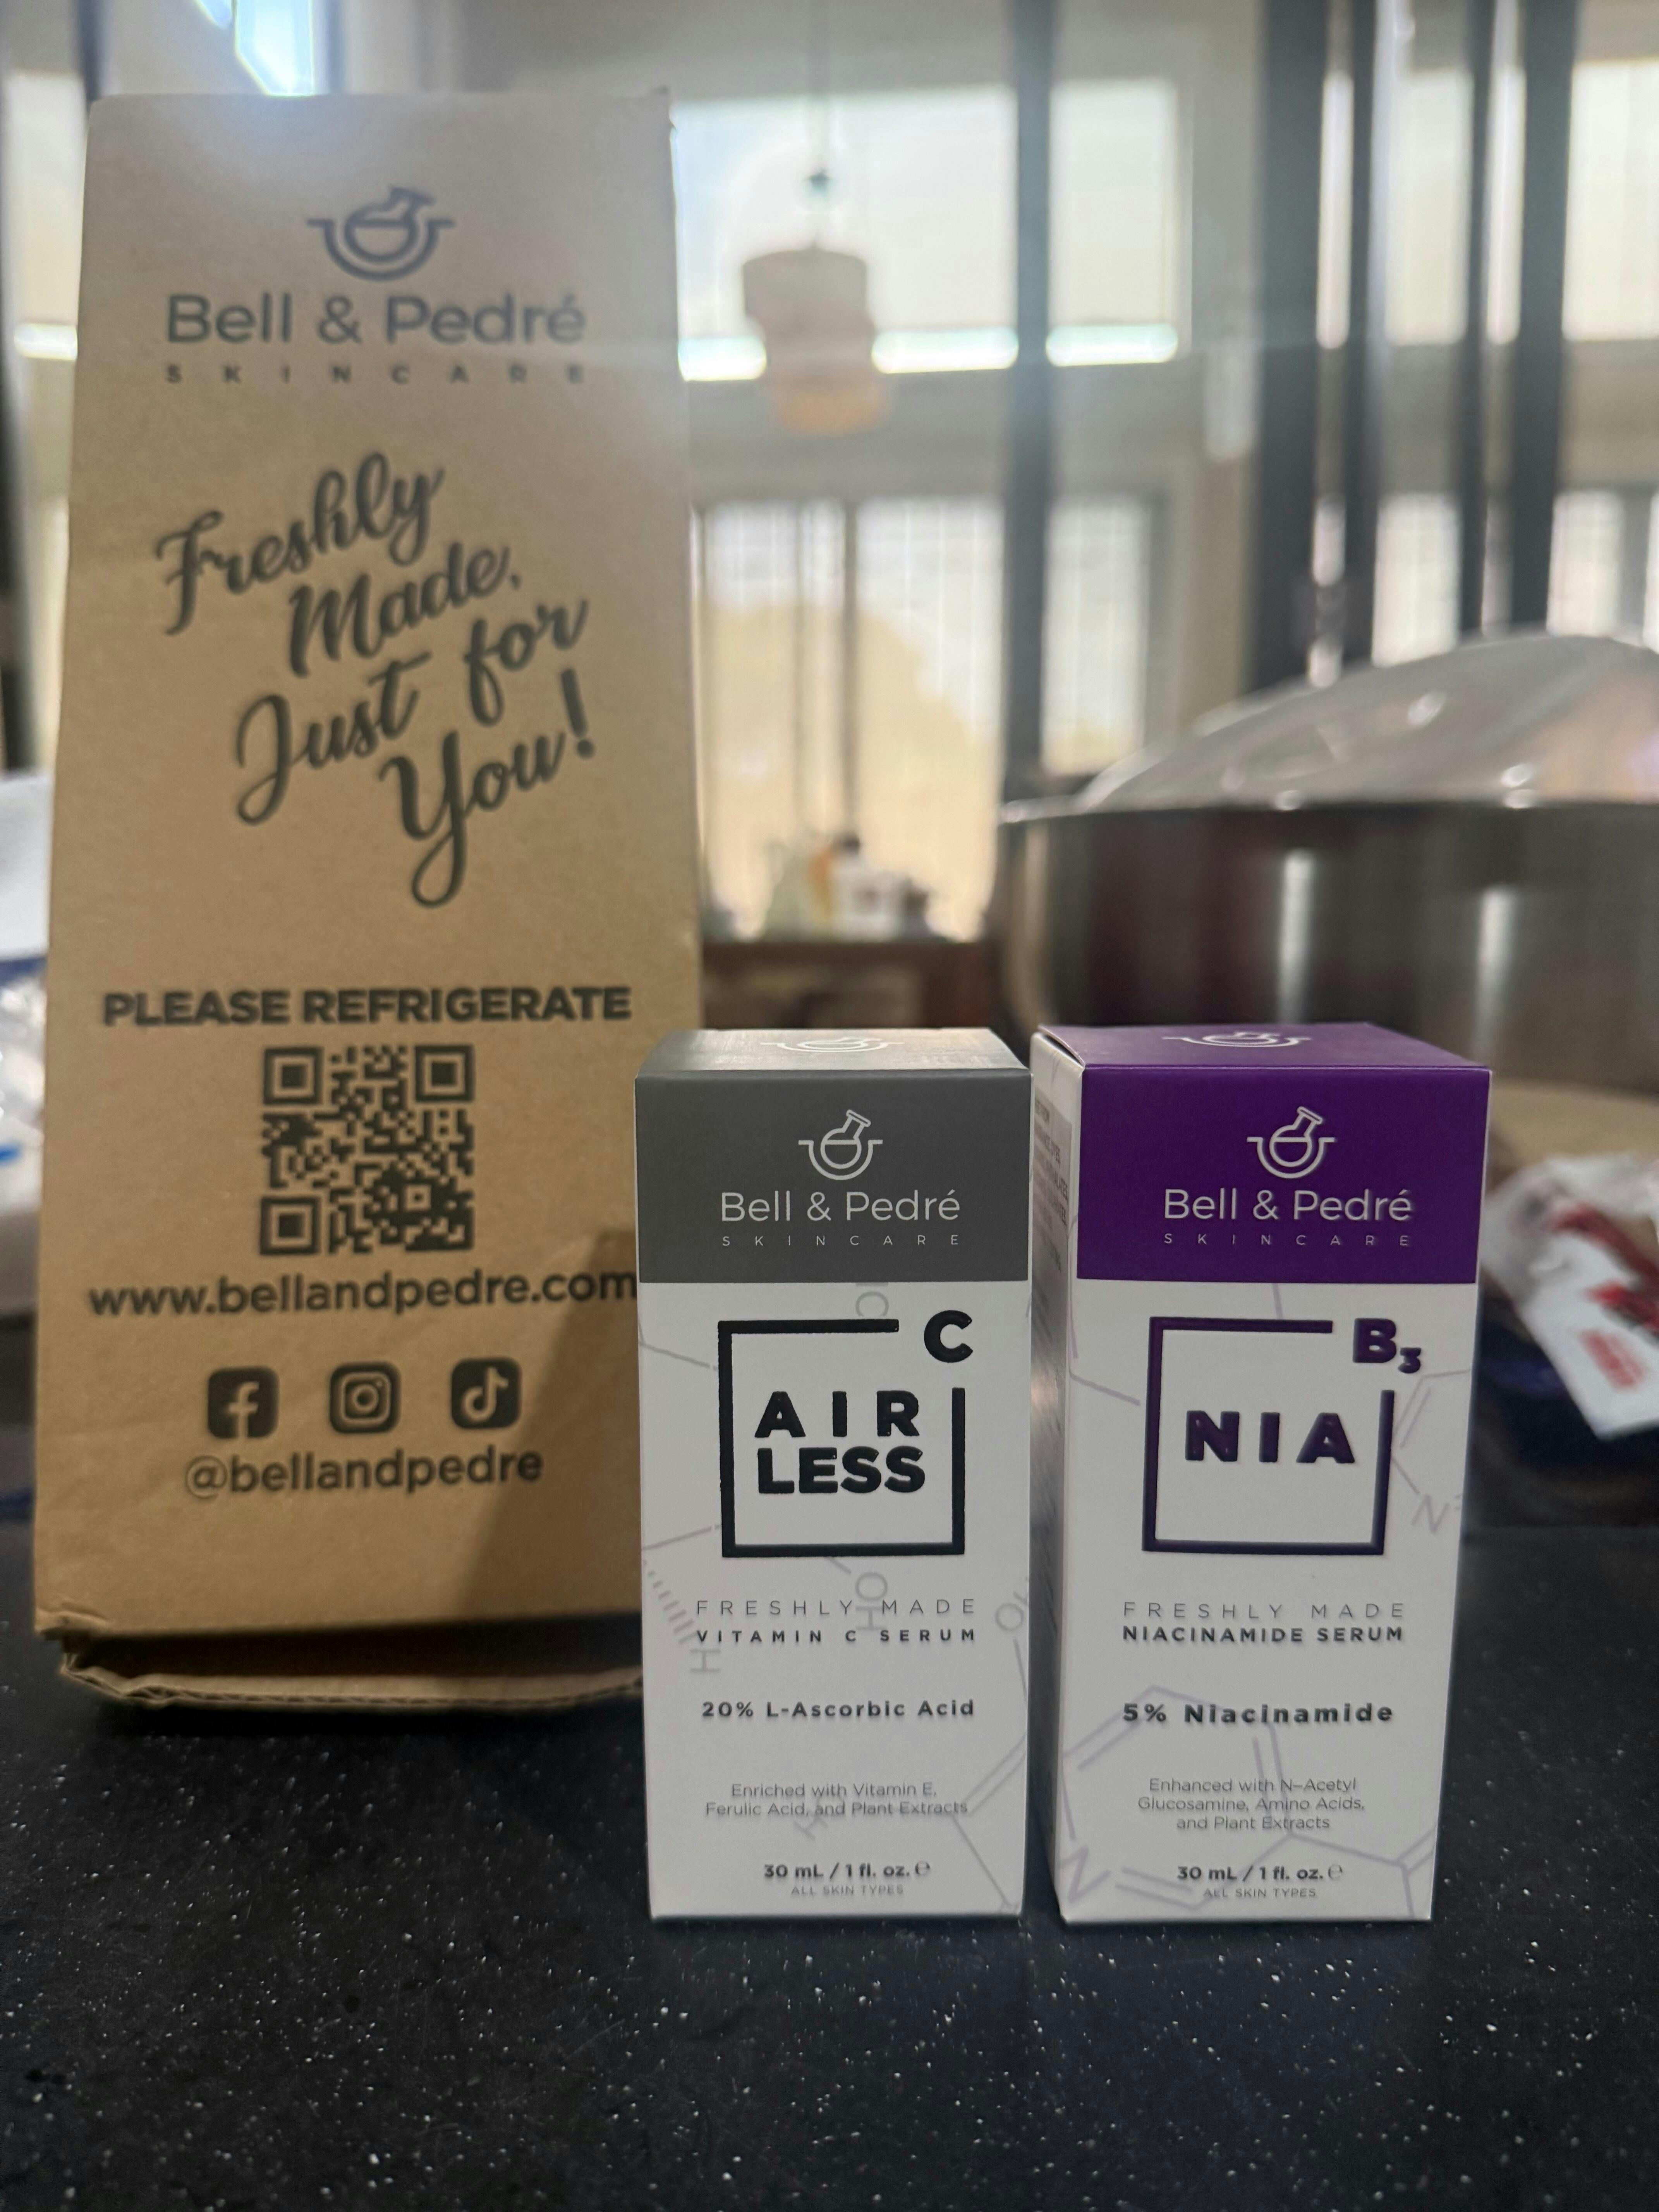 Bell & Pedré
SKINCARE
Freshly
Made,
Just for
You!
PLEASE REFRIGERATE
www.bellandpedre.com
@bellandpedre
Bell & Pedré
SKINCARE
C
AIR
LESS
FRESHLY MADE
VITAMIN C SERUM
20% L-Ascorbic Acid
Enriched with Vitamin E,
Ferulic Acid, and Plant Extracts
30 mL / 1 fl. oz. ℮
ALL SKIN TYPES
OH
H
H
Bell & Pedré
SKINCARE
B₃
NIA
FRESHLY MADE
NIACINAMIDE SERUM
5% Niacinamide
Enhanced with N-Acetyl
Glucosamine, Amino Acids,
and Plant Extracts
30 mL / 1 fl. oz. ℮
ALL SKIN TYPES
N
N